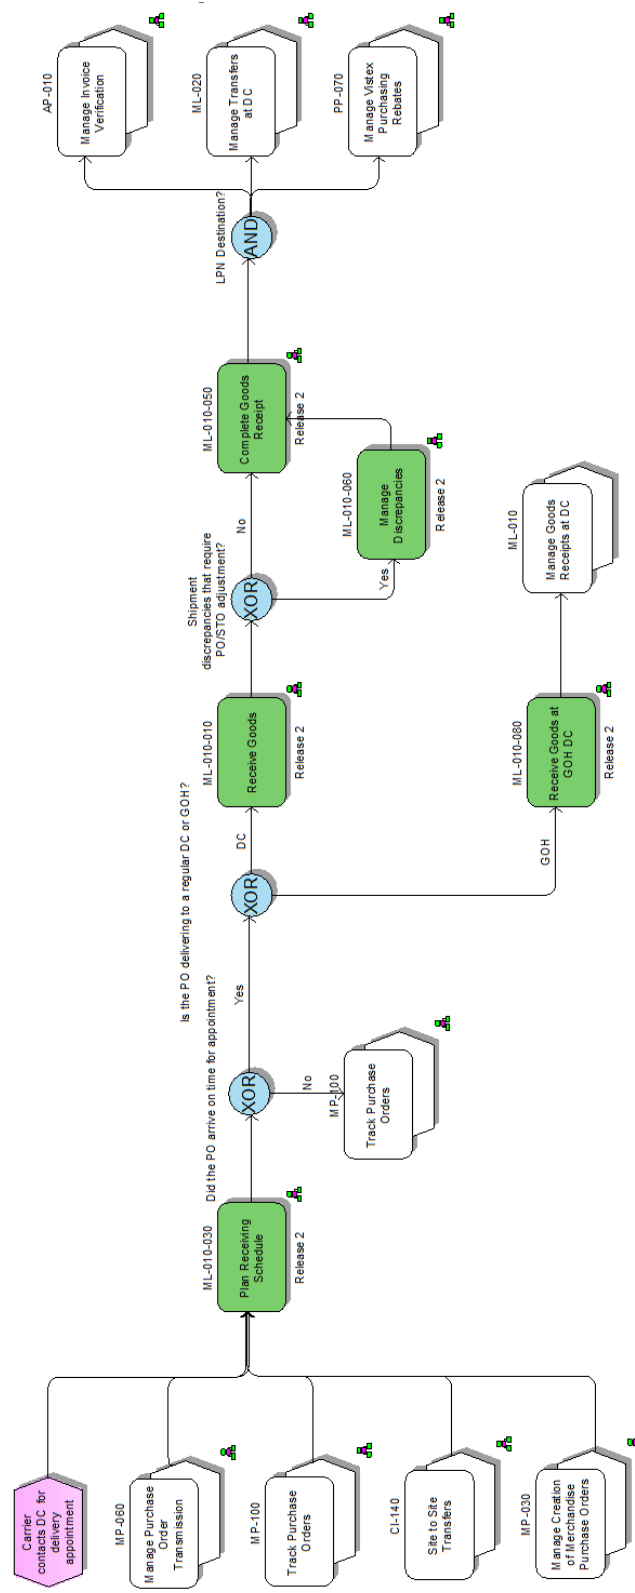 Carrier
contacts DC for
delivery
appointment
MP-060
Manage Purchase
Order
Transmission
MP-100
Track Purchase
Orders
CI-140
Site to Site
Transfers
MP-030
Manage Creation
of Merchandise
Purchase Orders
ML-010-030
Plan Receiving
Schedule
Release 2
Did the PO arrive on time for appointment?
XOR
No
MP-100
Track Purchase
Orders
Yes
Is the PO delivering to a regular DC or GOH?
XOR
DC
GOH
ML-010-010
Receive Goods
Release 2
ML-010-080
Receive Goods at
GOH DC
Release 2
ML-010
Manage Goods
Receipts at DC
Shipment
discrepancies that require
PO/STO adjustment?
XOR
No
Yes
ML-010-060
Manage
Discrepancies
Release 2
ML-010-050
Complete Goods
Receipt
Release 2
LPN Destination?
AND
AP-010
Manage Invoice
Verification
ML-020
Manage Transfers
at DC
PP-070
Manage Vistex
Purchasing
Rebates